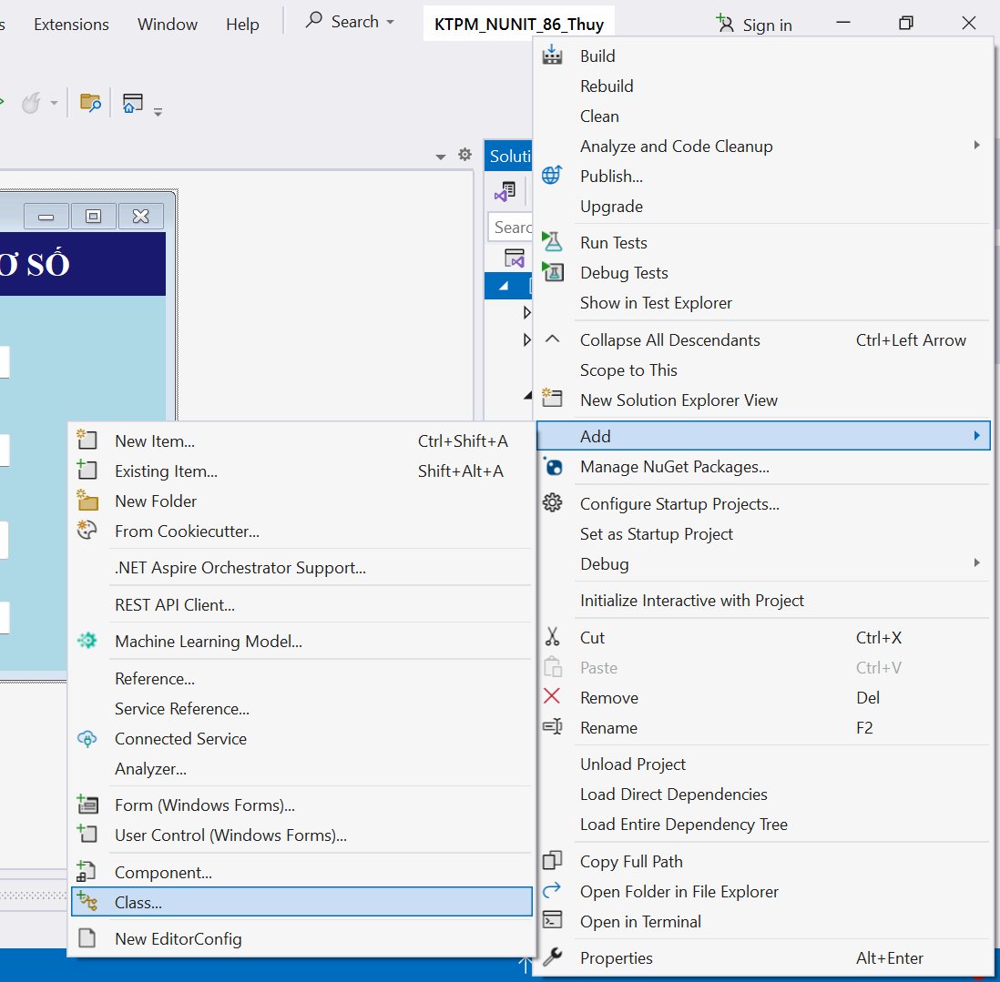 Extensions Window Help Search KTPM_NUNIT_86_Thuy Sign in
Ơ SỐ
Build
Rebuild
Clean
Analyze and Code Cleanup
Publish...
Upgrade
Run Tests
Debug Tests
Show in Test Explorer
Collapse All Descendants Ctrl+Left Arrow
Scope to This
New Solution Explorer View
Add
Manage NuGet Packages...
Configure Startup Projects...
Set as Startup Project
Debug
Initialize Interactive with Project
Cut Ctrl+X
Paste Ctrl+V
Remove Del
Rename F2
Unload Project
Load Direct Dependencies
Load Entire Dependency Tree
Copy Full Path
Open Folder in File Explorer
Open in Terminal
Properties Alt+Enter
New Item... Ctrl+Shift+A
Existing Item... Shift+Alt+A
New Folder
From Cookiecutter...
.NET Aspire Orchestrator Support...
REST API Client...
Machine Learning Model...
Reference...
Service Reference...
Connected Service
Analyzer...
Form (Windows Forms)...
User Control (Windows Forms)...
Component...
Class...
New EditorConfig